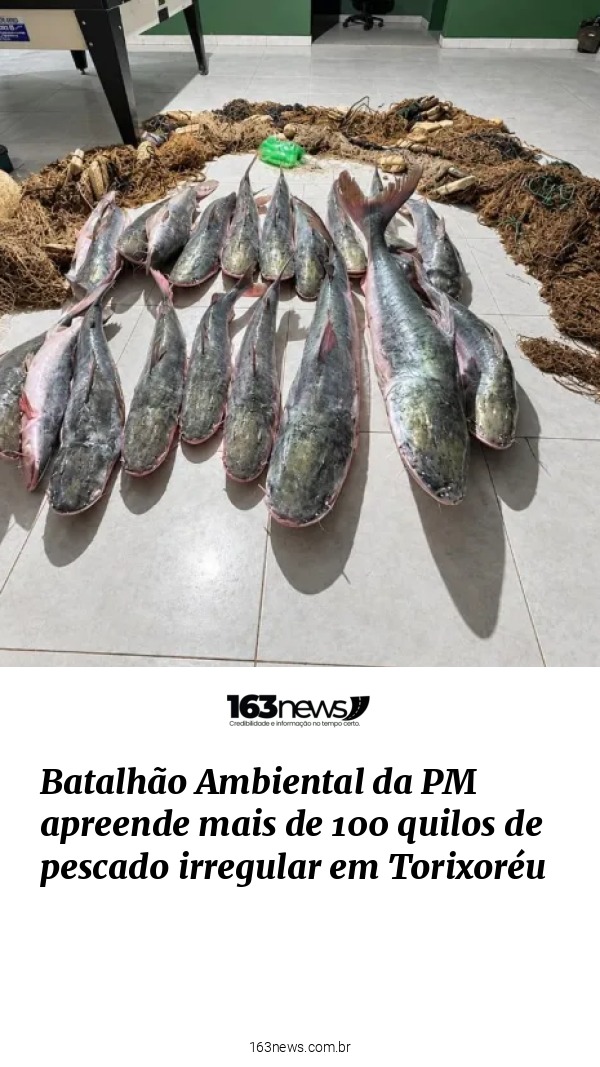 163news
Credibilidade e informação no tempo certo.
Batalhão Ambiental da PM
apreende mais de 100 quilos de
pescado irregular em Torixoréu
163news.com.br